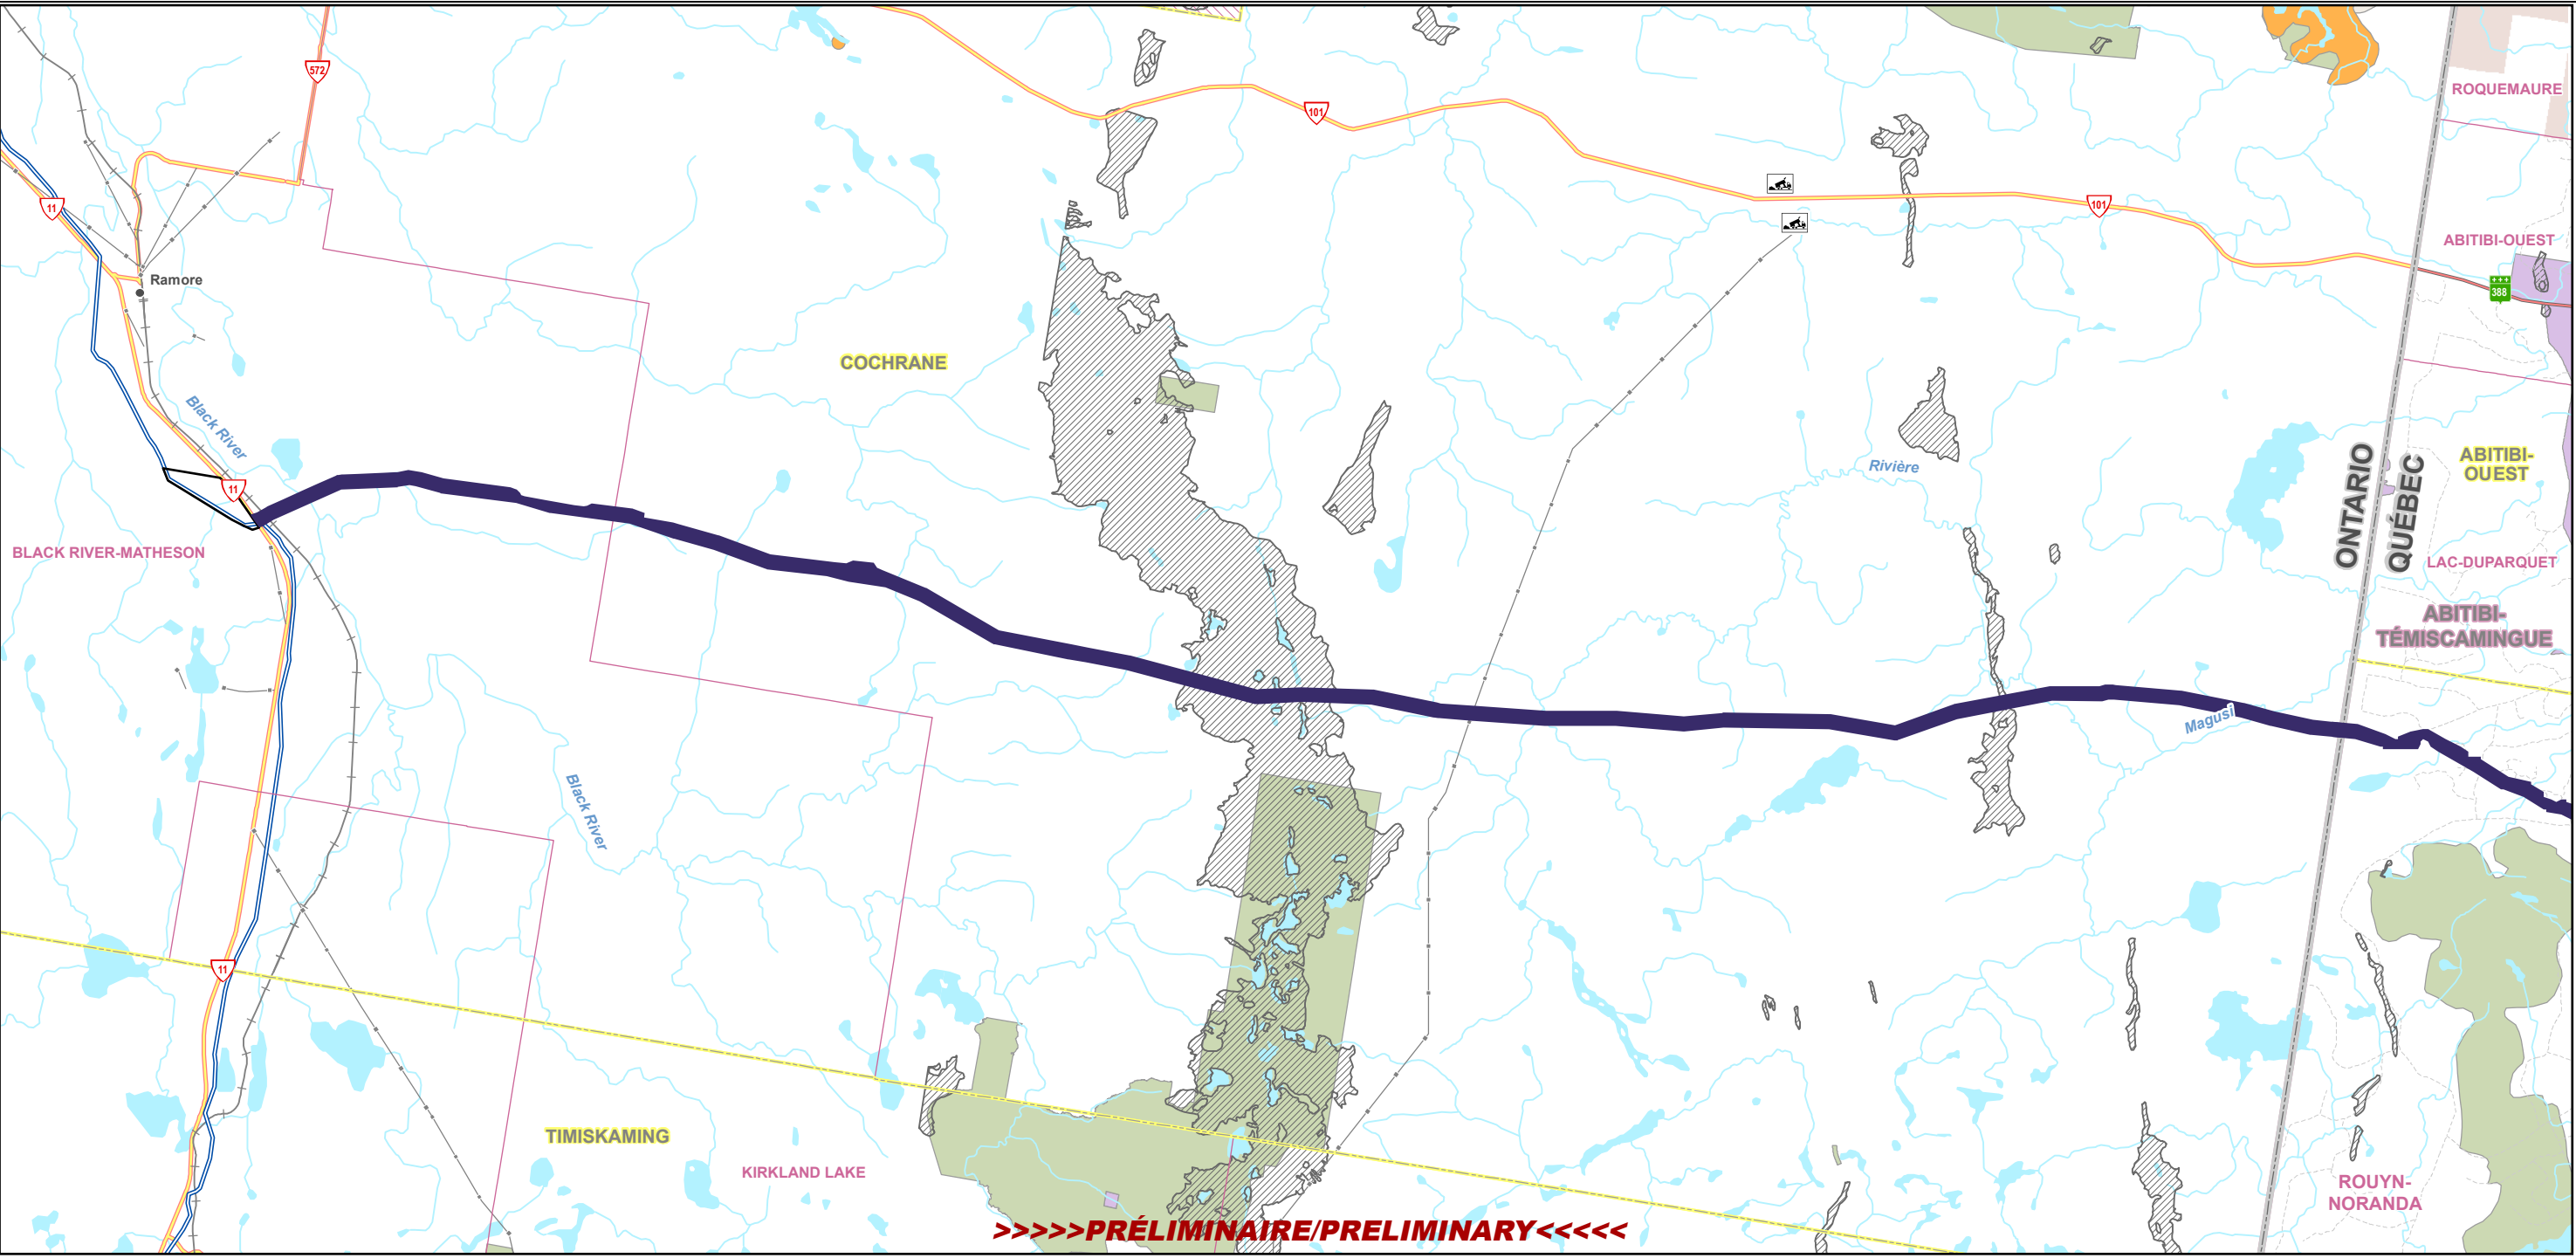 572
101
ROQUEMAURE
11
101
ABITIBI-OUEST
Ramore
388
COCHRANE
Black River
ONTARIO
QUÉBEC
ABITIBI-
OUEST
Rivière
11
BLACK RIVER-MATHESON
LAC-DUPARQUET
ABITIBI-
TÉMISCAMINGUE
Magusi
Black River
11
TIMISKAMING
KIRKLAND LAKE
ROUYN-
NORANDA
>>>>>PRÉLIMINAIRE/PRELIMINARY<<<<<